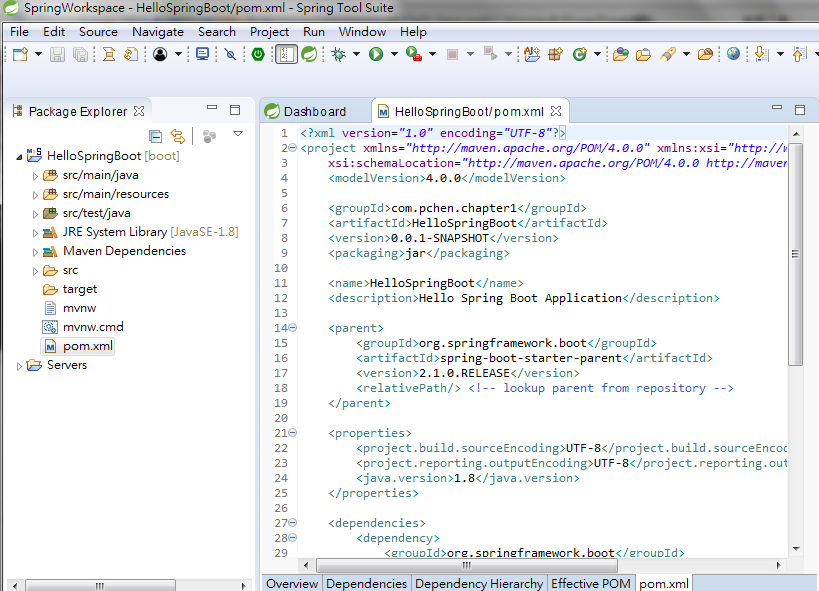 SpringWorkspace - HelloSpringBoot/pom.xml - Spring Tool Suite
File Edit Source Navigate Search Project Run Window Help
Package Explorer
HelloSpringBoot [boot]
src/main/java
src/main/resources
src/test/java
JRE System Library [JavaSE-1.8]
Maven Dependencies
src
target
mvnw
mvnw.cmd
pom.xml
Servers
Dashboard HelloSpringBoot/pom.xml
1 <?xml version="1.0" encoding="UTF-8"?>
2 <project xmlns="http://maven.apache.org/POM/4.0.0" xmlns:xsi="http://w
3 xsi:schemaLocation="http://maven.apache.org/POM/4.0.0 http://maven
4 <modelVersion>4.0.0</modelVersion>
5
6 <groupId>com.pchen.chapter1</groupId>
7 <artifactId>HelloSpringBoot</artifactId>
8 <version>0.0.1-SNAPSHOT</version>
9 <packaging>jar</packaging>
10
11 <name>HelloSpringBoot</name>
12 <description>Hello Spring Boot Application</description>
13
14 <parent>
15 <groupId>org.springframework.boot</groupId>
16 <artifactId>spring-boot-starter-parent</artifactId>
17 <version>2.1.0.RELEASE</version>
18 <relativePath/> <!-- lookup parent from repository -->
19 </parent>
20
21 <properties>
22 <project.build.sourceEncoding>UTF-8</project.build.sourceEncod
23 <project.reporting.outputEncoding>UTF-8</project.reporting.out
24 <java.version>1.8</java.version>
25 </properties>
26
27 <dependencies>
28 <dependency>
29 <groupId>org.springframework.boot</groupId>
Overview Dependencies Dependency Hierarchy Effective POM pom.xml